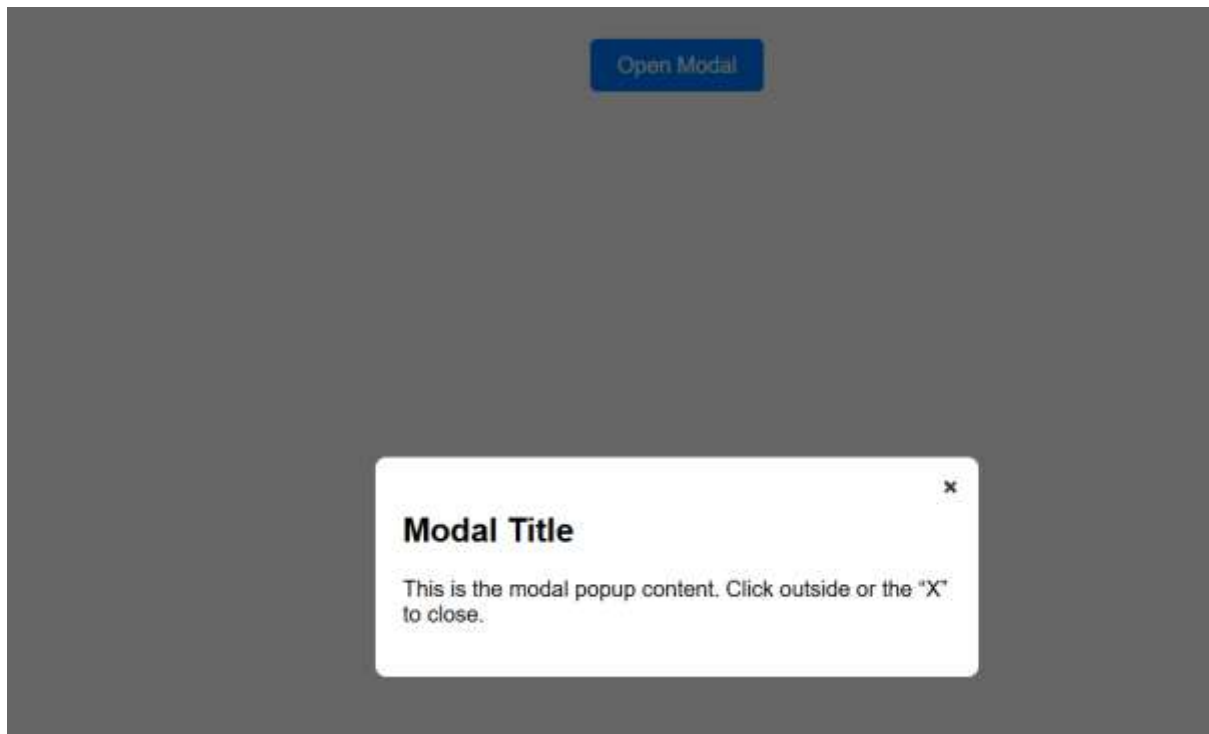 Open Modal
×
Modal Title
This is the modal popup content. Click outside or the “X”
to close.